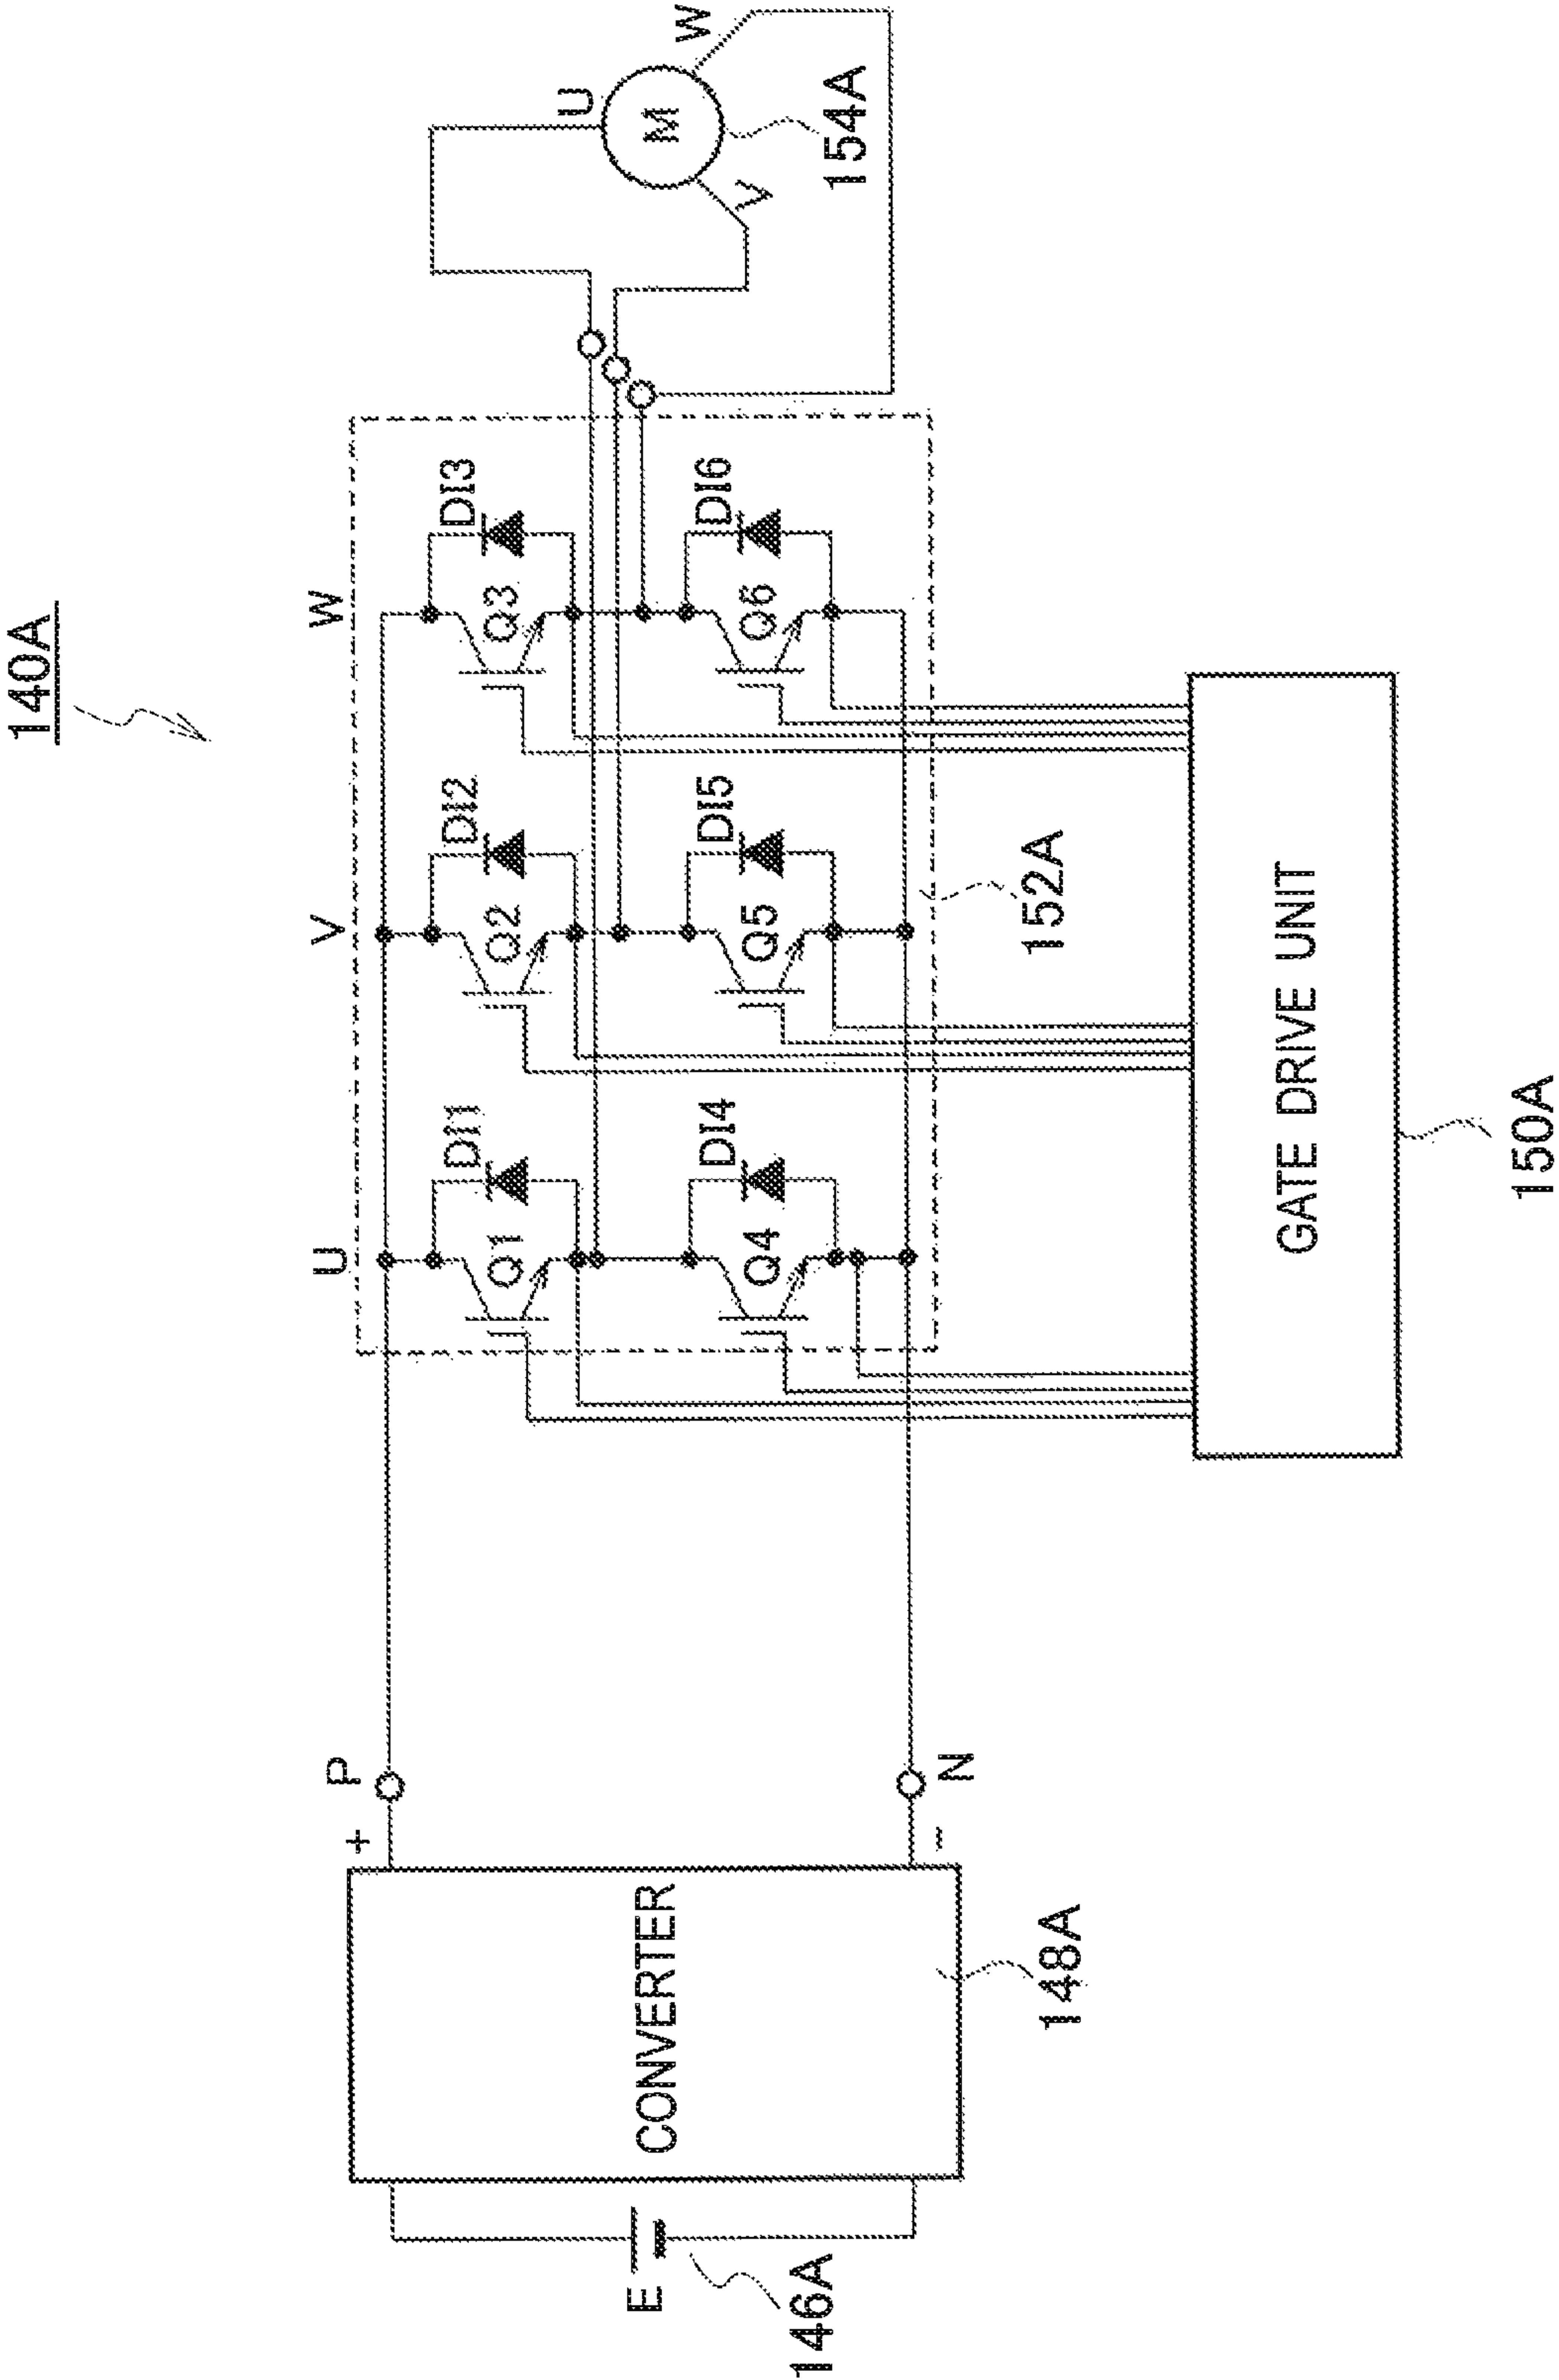 140A
U
V
W
P
+
E
146A
CONVERTER
148A
-
N
Q1
DI1
Q2
DI2
Q3
DI3
Q4
DI4
Q5
DI5
Q6
DI6
152A
GATE DRIVE UNIT
150A
U
V
W
M
154A